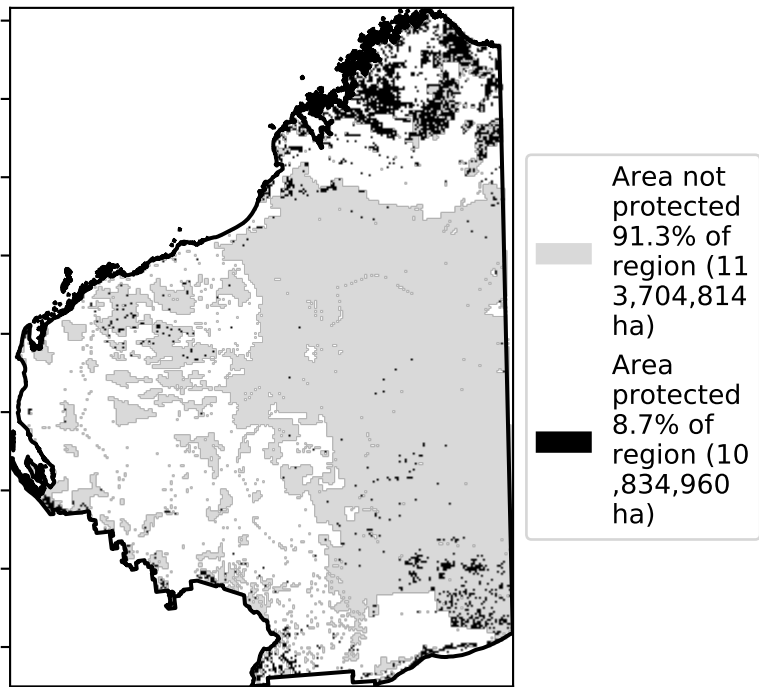 Area not
protected
91.3% of
region (11
3,704,814
ha)
Area
protected
8.7% of
region (10
,834,960
ha)